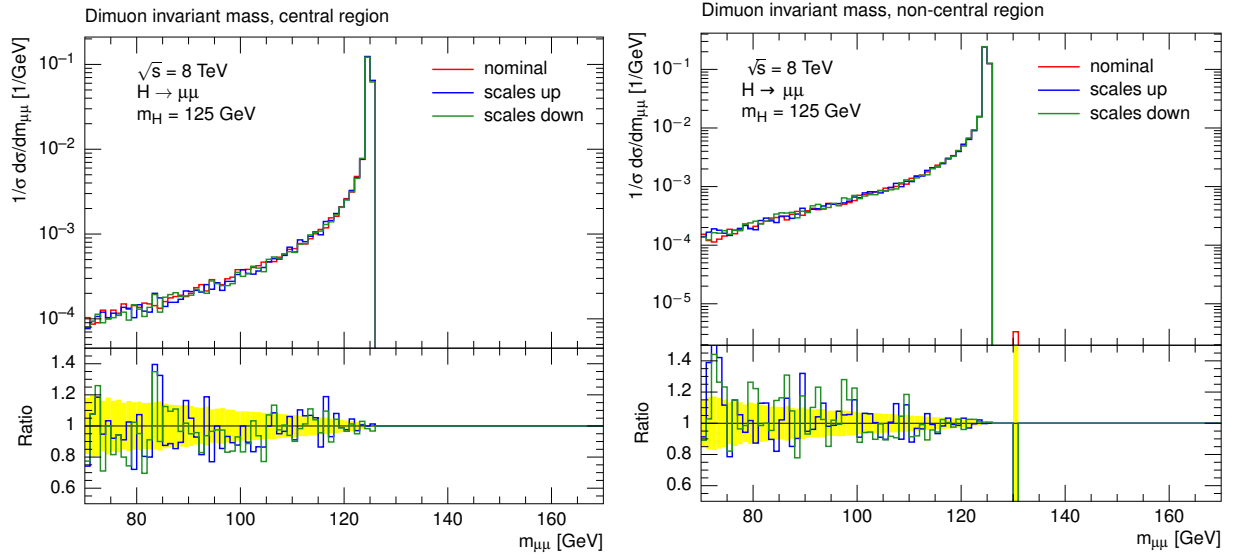 Dimuon invariant mass, central region
1/σ dσ/dm_μμ [1/GeV]
10⁻¹
10⁻²
10⁻³
10⁻⁴
√s = 8 TeV
H → μμ
m_H = 125 GeV
nominal
scales up
scales down
Ratio
1.4
1.2
1.0
0.8
0.6
80 100 120 140 160
m_μμ [GeV]
Dimuon invariant mass, non-central region
1/σ dσ/dm_μμ [1/GeV]
10⁻¹
10⁻²
10⁻³
10⁻⁴
10⁻⁵
√s = 8 TeV
H → μμ
m_H = 125 GeV
nominal
scales up
scales down
Ratio
1.4
1.2
1.0
0.8
0.6
80 100 120 140 160
m_μμ [GeV]